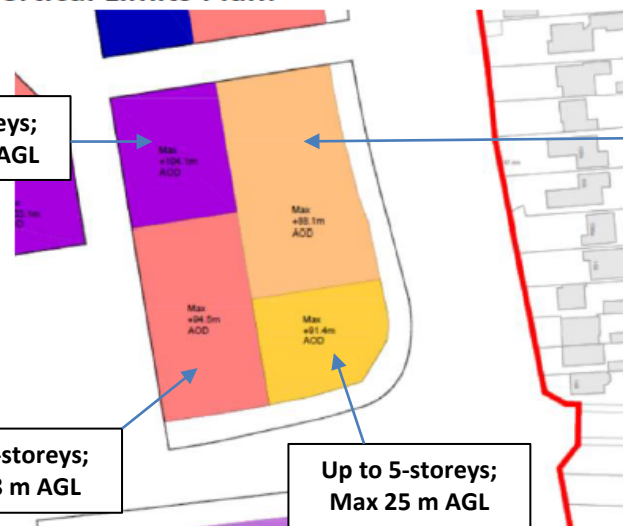 eys;
AGL
Max
+104.1m
AOD
Max
+88.1m
AOD
Max
+94.5m
AOD
Max
+91.4m
AOD
-storeys;
m AGL
Up to 5-storeys;
Max 25 m AGL